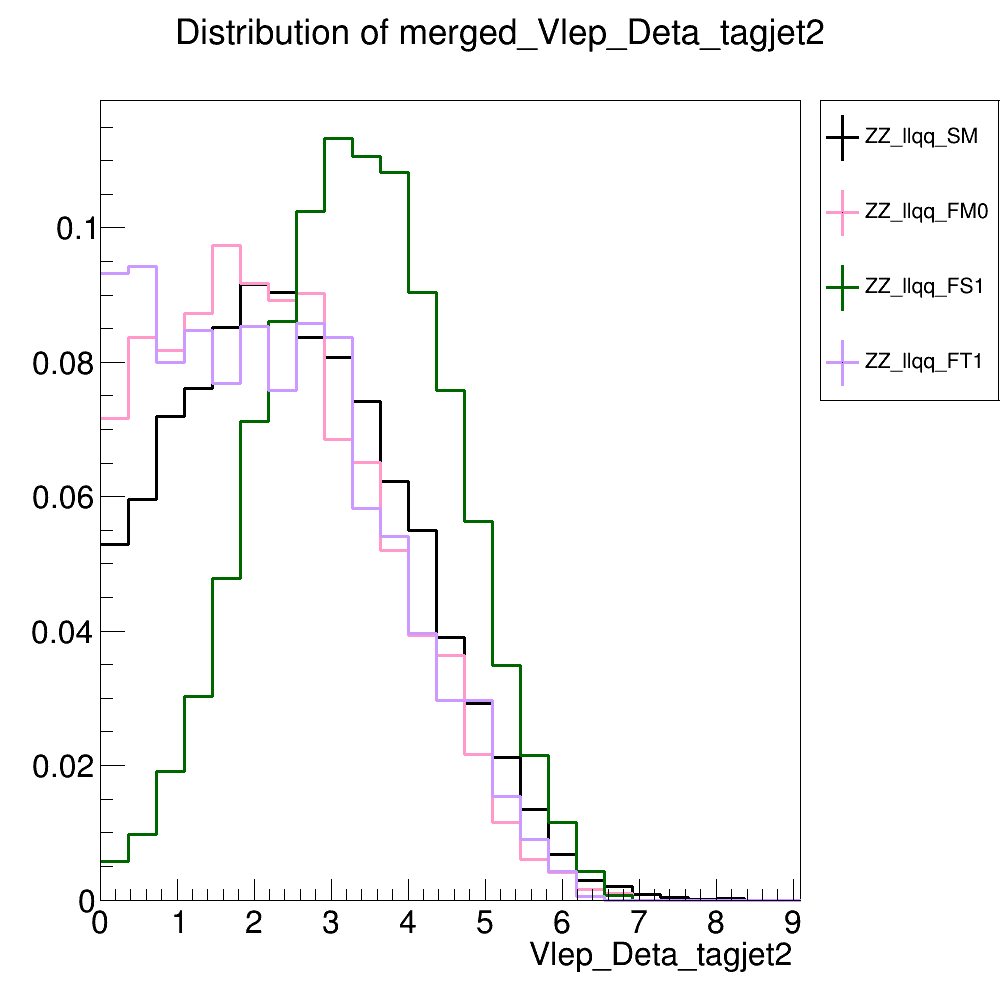 Distribution of merged_Vlep_Deta_tagjet2
ZZ_llqq_SM
ZZ_llqq_FM0
ZZ_llqq_FS1
ZZ_llqq_FT1
0.1
0.08
0.06
0.04
0.02
0
0 1 2 3 4 5 6 7 8 9
Vlep_Deta_tagjet2